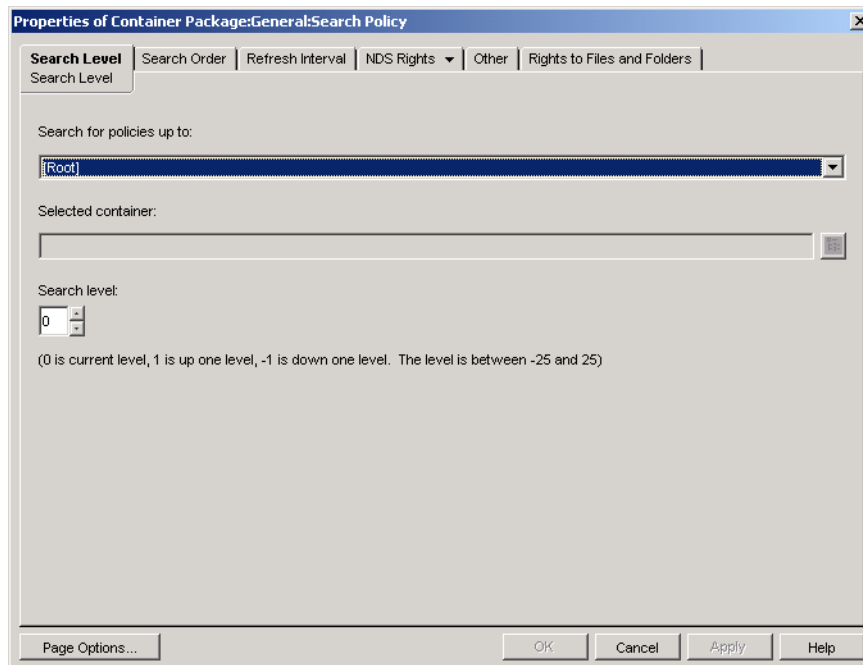 Properties of Container Package:General:Search Policy
Search Level Search Order Refresh Interval NDS Rights Other Rights to Files and Folders
Search Level
Search for policies up to:
[Root]
Selected container:
Search level:
0
(0 is current level, 1 is up one level, -1 is down one level. The level is between -25 and 25)
Page Options... OK Cancel Apply Help